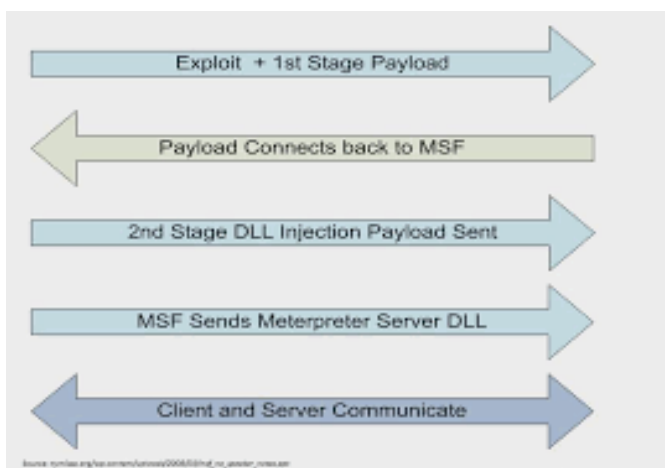 Exploit + 1st Stage Payload
Payload Connects back to MSF
2nd Stage DLL Injection Payload Sent
MSF Sends Meterpreter Server DLL
Client and Server Communicate
Source: